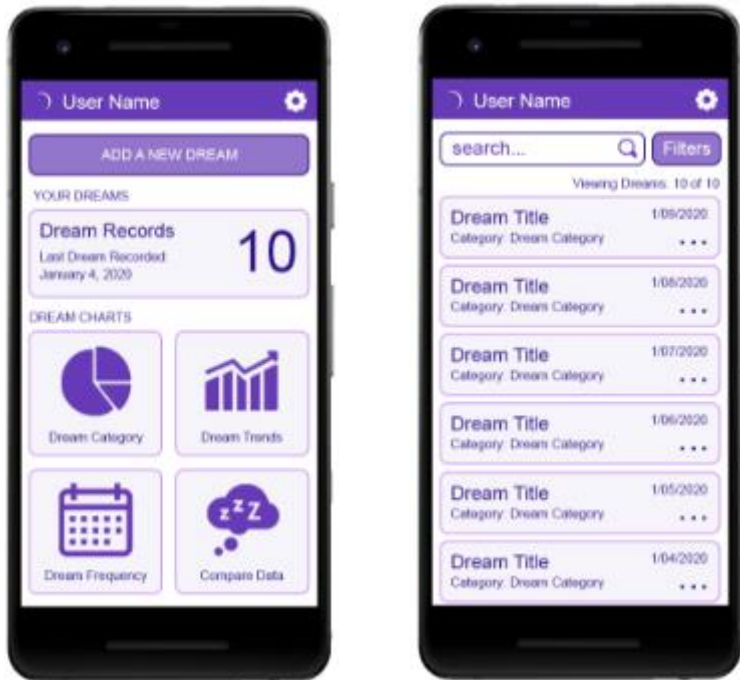 User Name
ADD A NEW DREAM
YOUR DREAMS
Dream Records
10
Last Dream Recorded:
January 4, 2020
DREAM CHARTS
Dream Category
Dream Trends
zzZ
Dream Frequency
Compare Data
User Name
search...
Filters
Viewing Dreams: 10 of 10
Dream Title
1/09/2020
Category: Dream Category
Dream Title
1/08/2020
Category: Dream Category
Dream Title
1/07/2020
Category: Dream Category
Dream Title
1/06/2020
Category: Dream Category
Dream Title
1/05/2020
Category: Dream Category
Dream Title
1/04/2020
Category: Dream Category